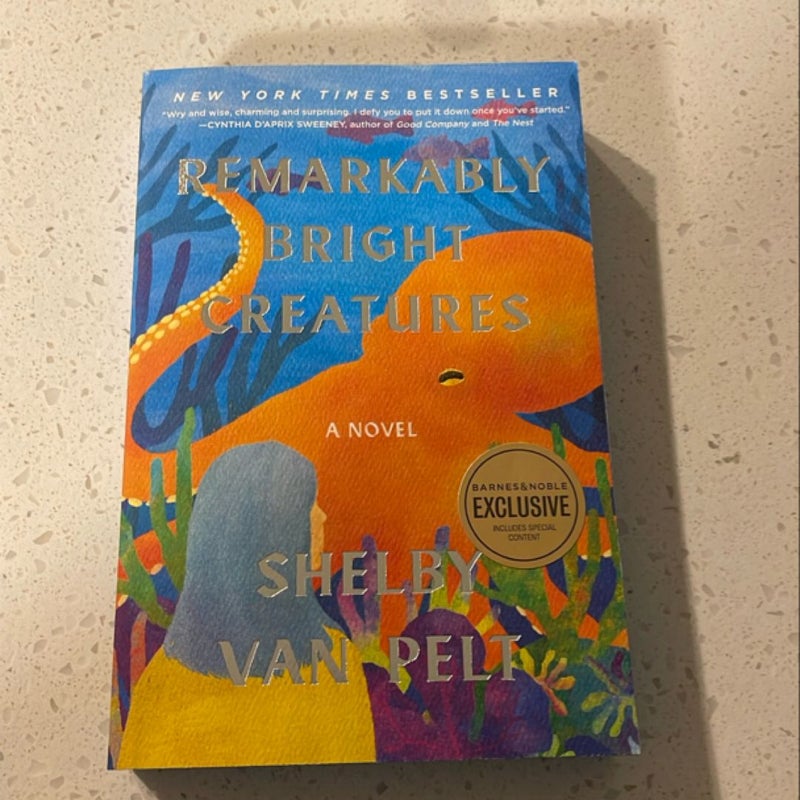 NEW YORK TIMES BESTSELLER
"Wry and wise, charming and surprising. I defy you to put it down once you've started."
—CYNTHIA D'APRIX SWEENEY, author of Good Company and The Nest
REMARKABLY
BRIGHT
CREATURES
A NOVEL
BARNES&NOBLE
EXCLUSIVE
INCLUDES SPECIAL
CONTENT
SHELBY
VAN PELT